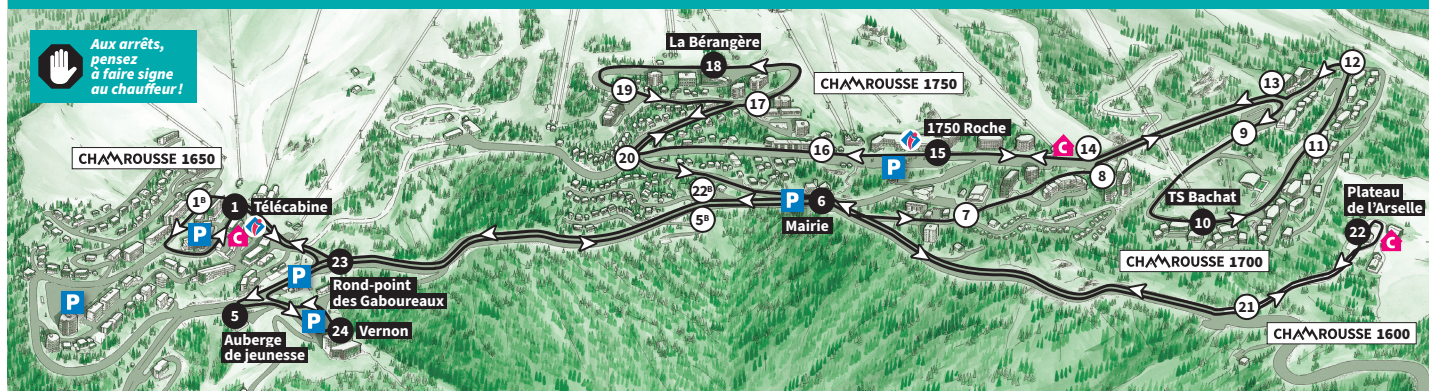 Aux arrêts,
pensez
à faire signe
au chauffeur !
La Bérangère
18
19
17
CHAMROUSSE 1750
12
13
9
11
1750 Roche
14
16
15
20
8
P
CHAMROUSSE 1650
1B
1
Télécabine
P
C
22B
5B
P
6
Mairie
7
C
TS Bachat
10
Plateau
de l'Arselle
22
C
CHAMROUSSE 1700
P
23
Rond-point
des Gaboureaux
P
5
Auberge
de jeunesse
P
24
Vernon
21
CHAMROUSSE 1600